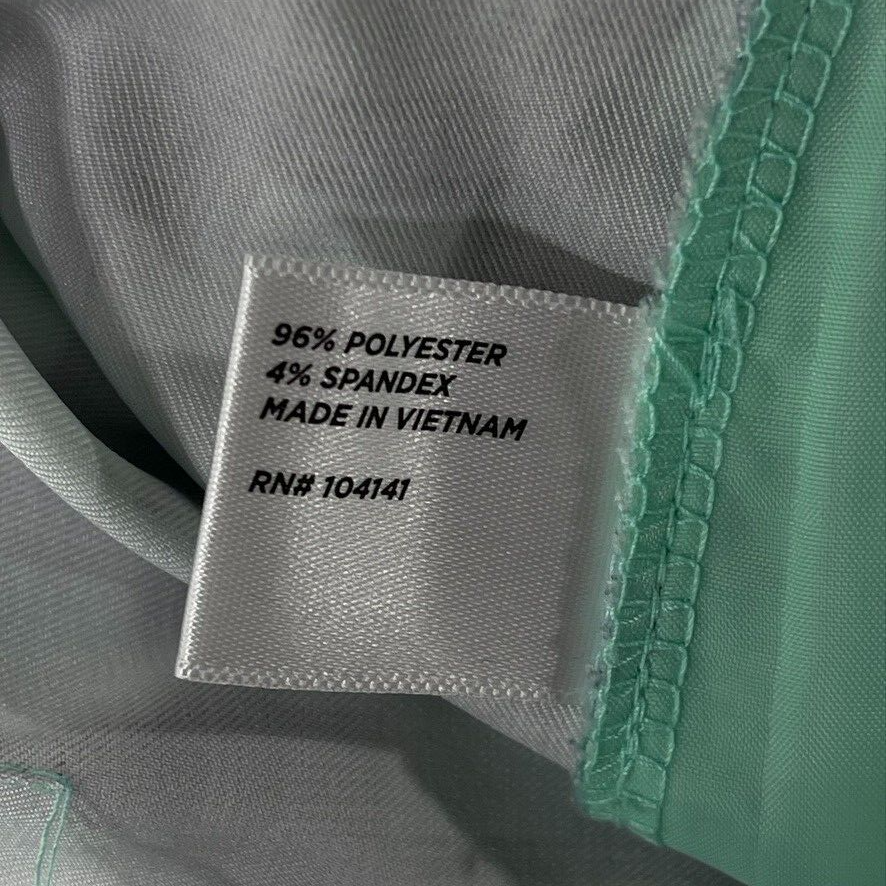 96% POLYESTER
4% SPANDEX
MADE IN VIETNAM
RN# 104141